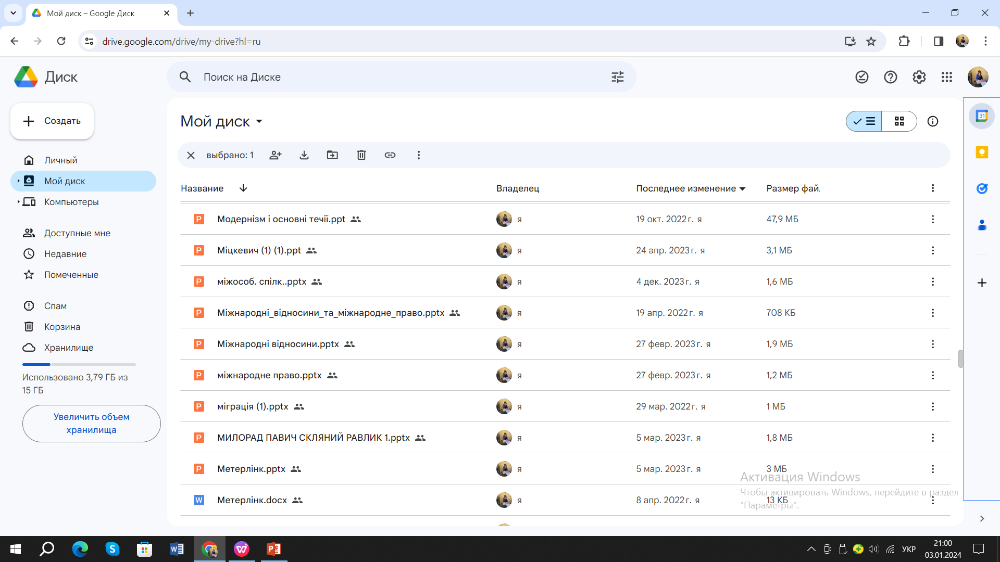 Мой диск – Google Диск
drive.google.com/drive/my-drive?hl=ru
Диск
Поиск на Диске
Создать
Личный
Мой диск
Компьютеры
Доступные мне
Недавние
Помеченные
Спам
Корзина
Хранилище
Использовано 3,79 ГБ из
15 ГБ
Увеличить объем
хранилища
Мой диск
выбрано: 1
Название Владелец Последнее изменение Размер фай.
Модернізм і основні течії.ppt я 19 окт. 2022 г. я 47,9 МБ
Міцкевич (1) (1).ppt я 24 апр. 2023 г. я 3,1 МБ
міжособ. спілк..pptx я 4 дек. 2023 г. я 1,6 МБ
Міжнародні_відносини_та_міжнародне_право.pptx я 19 апр. 2022 г. я 708 КБ
Міжнародні відносини.pptx я 27 февр. 2023 г. я 1,9 МБ
міжнародне право.pptx я 27 февр. 2023 г. я 1,2 МБ
міграція (1).pptx я 29 мар. 2022 г. я 1 МБ
МИЛОРАД ПАВИЧ СКЛЯНИЙ РАВЛИК 1.pptx я 5 мар. 2023 г. я 1,8 МБ
Метерлінк.pptx я 5 мар. 2023 г. я 3 МБ
Метерлінк.docx я 8 апр. 2022 г. я 13 КБ
Активация Windows
Чтобы активировать Windows, перейдите в раздел
"Параметры".
31
УКР
21:00
03.01.2024